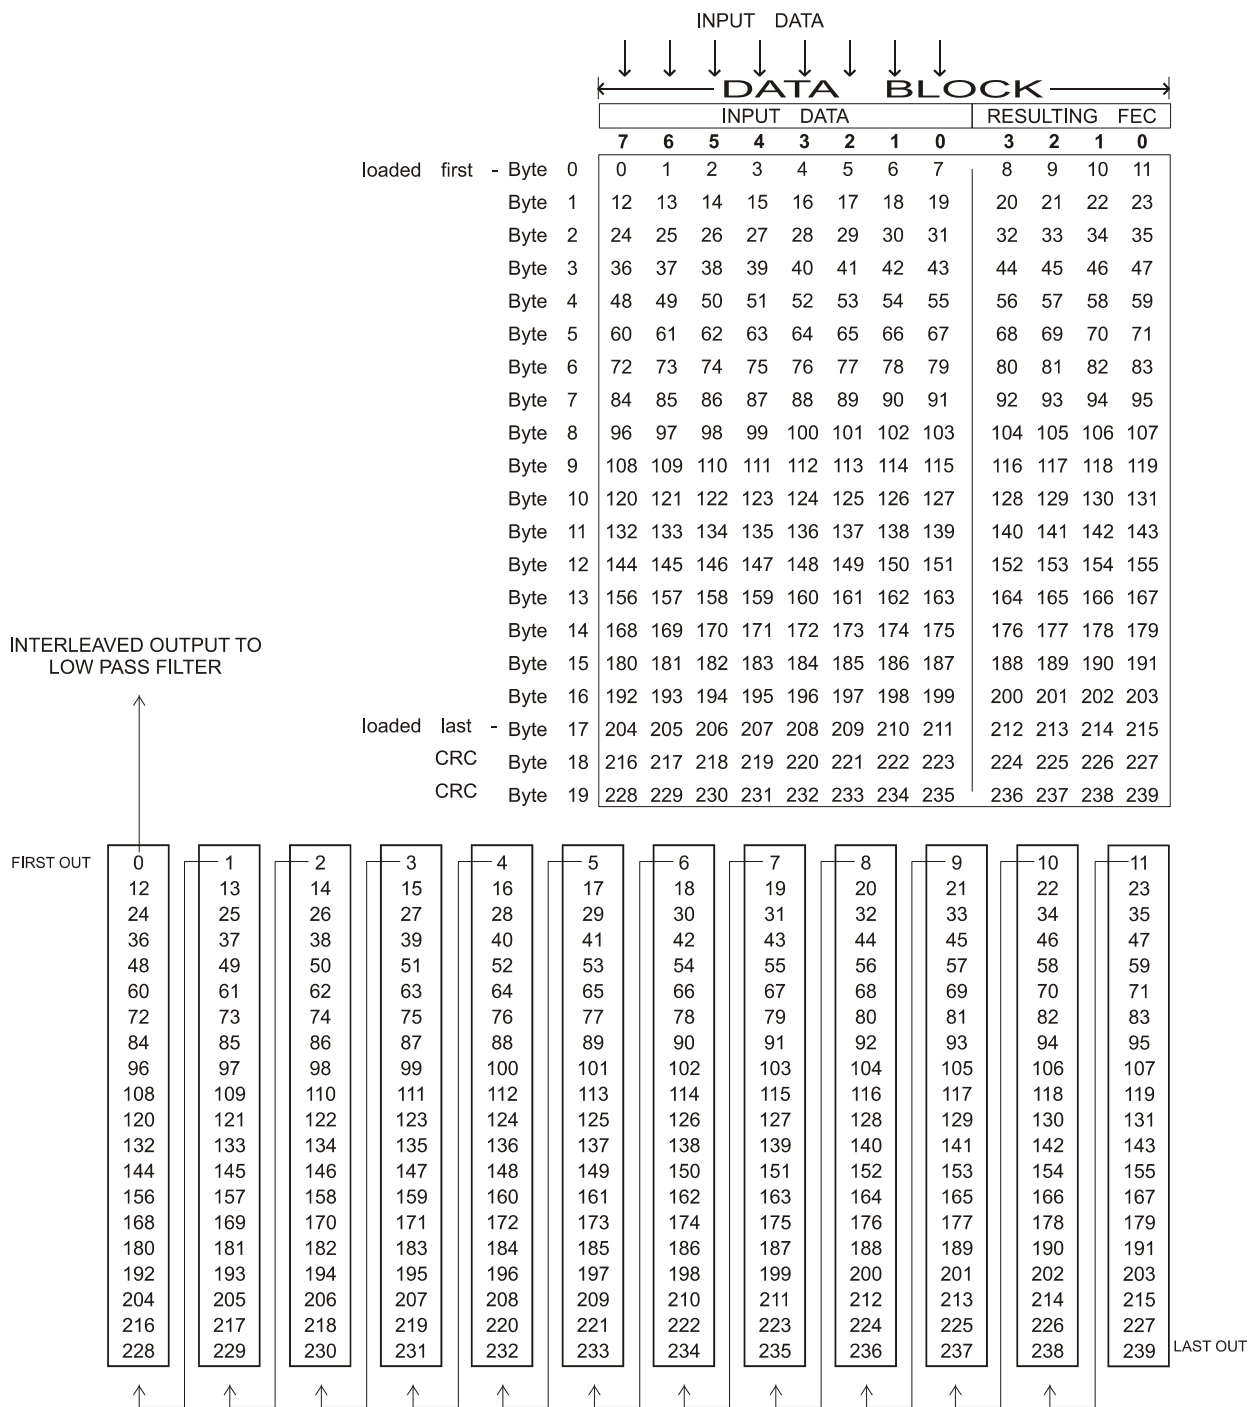 INPUT DATA
DATA BLOCK
INPUT DATA RESULTING FEC
7 6 5 4 3 2 1 0 3 2 1 0
loaded first - Byte 0 0 1 2 3 4 5 6 7 8 9 10 11
Byte 1 12 13 14 15 16 17 18 19 20 21 22 23
Byte 2 24 25 26 27 28 29 30 31 32 33 34 35
Byte 3 36 37 38 39 40 41 42 43 44 45 46 47
Byte 4 48 49 50 51 52 53 54 55 56 57 58 59
Byte 5 60 61 62 63 64 65 66 67 68 69 70 71
Byte 6 72 73 74 75 76 77 78 79 80 81 82 83
Byte 7 84 85 86 87 88 89 90 91 92 93 94 95
Byte 8 96 97 98 99 100 101 102 103 104 105 106 107
Byte 9 108 109 110 111 112 113 114 115 116 117 118 119
Byte 10 120 121 122 123 124 125 126 127 128 129 130 131
Byte 11 132 133 134 135 136 137 138 139 140 141 142 143
Byte 12 144 145 146 147 148 149 150 151 152 153 154 155
Byte 13 156 157 158 159 160 161 162 163 164 165 166 167
Byte 14 168 169 170 171 172 173 174 175 176 177 178 179
Byte 15 180 181 182 183 184 185 186 187 188 189 190 191
Byte 16 192 193 194 195 196 197 198 199 200 201 202 203
loaded last - Byte 17 204 205 206 207 208 209 210 211 212 213 214 215
CRC Byte 18 216 217 218 219 220 221 222 223 224 225 226 227
CRC Byte 19 228 229 230 231 232 233 234 235 236 237 238 239
INTERLEAVED OUTPUT TO
LOW PASS FILTER
FIRST OUT 0 1 2 3 4 5 6 7 8 9 10 11
12 13 14 15 16 17 18 19 20 21 22 23
24 25 26 27 28 29 30 31 32 33 34 35
36 37 38 39 40 41 42 43 44 45 46 47
48 49 50 51 52 53 54 55 56 57 58 59
60 61 62 63 64 65 66 67 68 69 70 71
72 73 74 75 76 77 78 79 80 81 82 83
84 85 86 87 88 89 90 91 92 93 94 95
96 97 98 99 100 101 102 103 104 105 106 107
108 109 110 111 112 113 114 115 116 117 118 119
120 121 122 123 124 125 126 127 128 129 130 131
132 133 134 135 136 137 138 139 140 141 142 143
144 145 146 147 148 149 150 151 152 153 154 155
156 157 158 159 160 161 162 163 164 165 166 167
168 169 170 171 172 173 174 175 176 177 178 179
180 181 182 183 184 185 186 187 188 189 190 191
192 193 194 195 196 197 198 199 200 201 202 203
204 205 206 207 208 209 210 211 212 213 214 215
216 217 218 219 220 221 222 223 224 225 226 227
228 229 230 231 232 233 234 235 236 237 238 239 LAST OUT